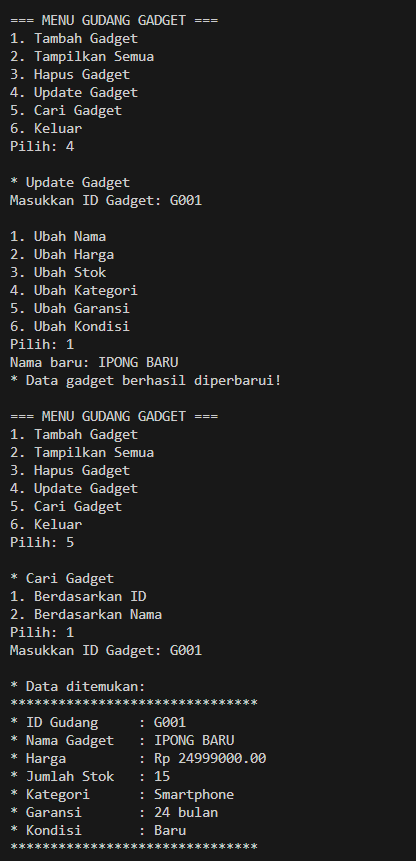 === MENU GUDANG GADGET ===
1. Tambah Gadget
2. Tampilkan Semua
3. Hapus Gadget
4. Update Gadget
5. Cari Gadget
6. Keluar
Pilih: 4

* Update Gadget
Masukkan ID Gadget: G001

1. Ubah Nama
2. Ubah Harga
3. Ubah Stok
4. Ubah Kategori
5. Ubah Garansi
6. Ubah Kondisi
Pilih: 1
Nama baru: IPONG BARU
* Data gadget berhasil diperbarui!

=== MENU GUDANG GADGET ===
1. Tambah Gadget
2. Tampilkan Semua
3. Hapus Gadget
4. Update Gadget
5. Cari Gadget
6. Keluar
Pilih: 5

* Cari Gadget
1. Berdasarkan ID
2. Berdasarkan Nama
Pilih: 1
Masukkan ID Gadget: G001

* Data ditemukan:
*******************************
* ID Gudang     : G001
* Nama Gadget   : IPONG BARU
* Harga         : Rp 24999000.00
* Jumlah Stok   : 15
* Kategori      : Smartphone
* Garansi       : 24 bulan
* Kondisi       : Baru
*******************************